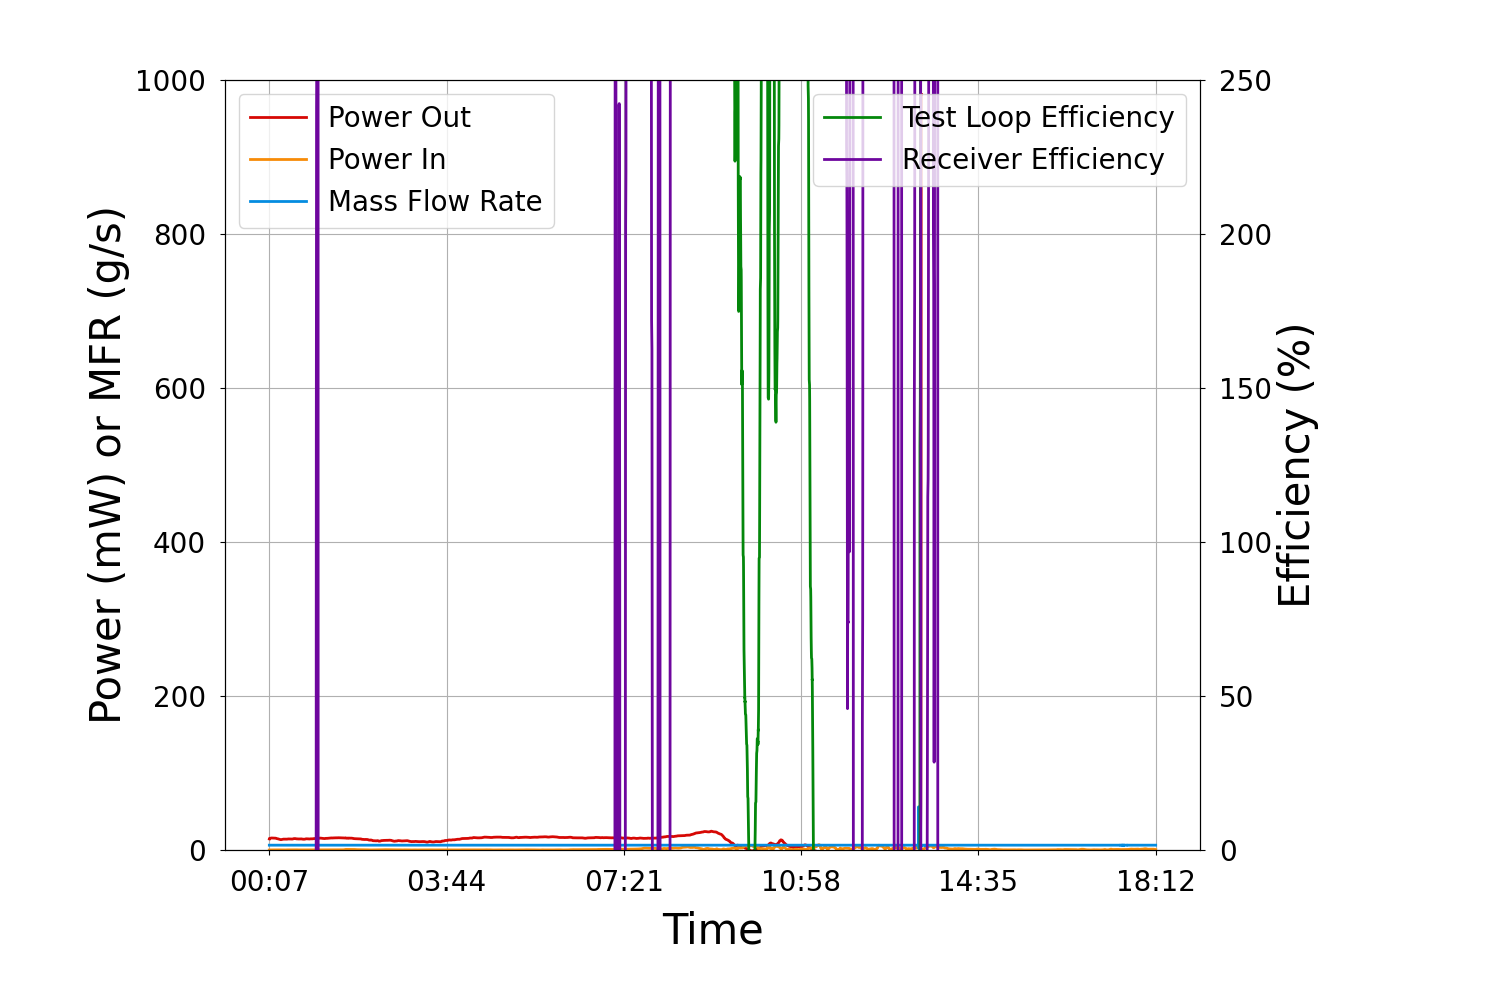 1000
800
600
400
200
0
Power (mW) or MFR (g/s)
Power Out
Power In
Mass Flow Rate
Test Loop Efficiency
Receiver Efficiency
250
200
150
100
50
0
Efficiency (%)
00:07 03:44 07:21 10:58 14:35 18:12
Time